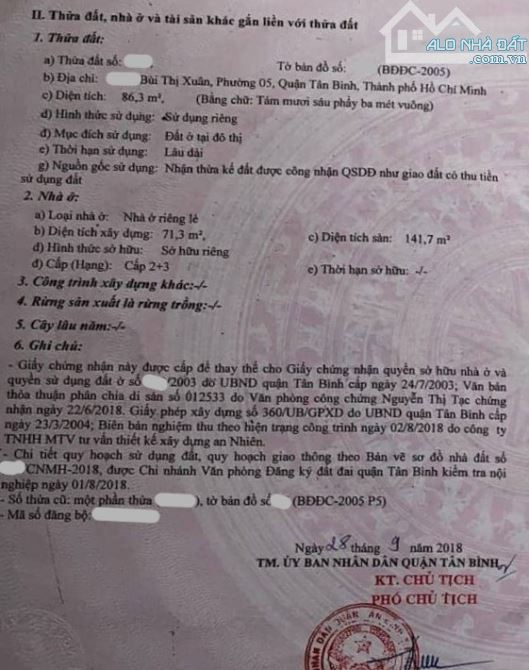 II. Thửa đất, nhà ở và tài sản khác gắn liền với thửa đất
ALO NHÀ ĐẤT
1. Thửa đất:
a) Thửa đất số: Tờ bản đồ số: (BĐĐC-2005)
b) Địa chỉ: Bùi Thị Xuân, Phường 05, Quận Tân Bình, Thành phố Hồ Chí Minh
c) Diện tích: 86,3 m², (Bằng chữ: Tám mươi sáu phẩy ba mét vuông)
d) Hình thức sử dụng: Sử dụng riêng
đ) Mục đích sử dụng: Đất ở tại đô thị
e) Thời hạn sử dụng: Lâu dài
g) Nguồn gốc sử dụng: Nhận thừa kế đất được công nhận QSDĐ như giao đất có thu tiền
sử dụng đất
2. Nhà ở:
a) Loại nhà ở: Nhà ở riêng lẻ
b) Diện tích xây dựng: 71,3 m², c) Diện tích sàn: 141,7 m²
d) Hình thức sở hữu: Sở hữu riêng
đ) Cấp (Hạng): Cấp 2+3 e) Thời hạn sở hữu: -/-
3. Công trình xây dựng khác:-/-
4. Rừng sản xuất là rừng trồng:-/-
5. Cây lâu năm:-/-
6. Ghi chú:
- Giấy chứng nhận này được cấp để thay thế cho Giấy chứng nhận quyền sở hữu nhà ở và
quyền sử dụng đất ở số /2003 do UBND quận Tân Bình cấp ngày 24/7/2003; Văn bản
thỏa thuận phân chia di sản số 012533 do Văn phòng công chứng Nguyễn Thị Tạc chứng
nhận ngày 22/6/2018. Giấy phép xây dựng số 360/UB/GPXD do UBND quận Tân Bình cấp
ngày 23/3/2004; Biên bản nghiệm thu theo hiện trạng công trình ngày 02/8/2018 do công ty
TNHH MTV tư vấn thiết kế xây dựng an Nhiên.
- Chi tiết quy hoạch sử dụng đất, quy hoạch giao thông theo Bản vẽ sơ đồ nhà đất số
CNMH-2018, được Chi nhánh Văn phòng Đăng ký đất đai quận Tân Bình kiểm tra nội
nghiệp ngày 01/8/2018.
- Số thửa cũ: một phần thửa ), tờ bản đồ số (BĐĐC-2005 P5)
- Mã số đăng bộ:
Ngày 28 tháng 9 năm 2018
TM. ỦY BAN NHÂN DÂN QUẬN TÂN BÌNH
KT. CHỦ TỊCH
PHÓ CHỦ TỊCH